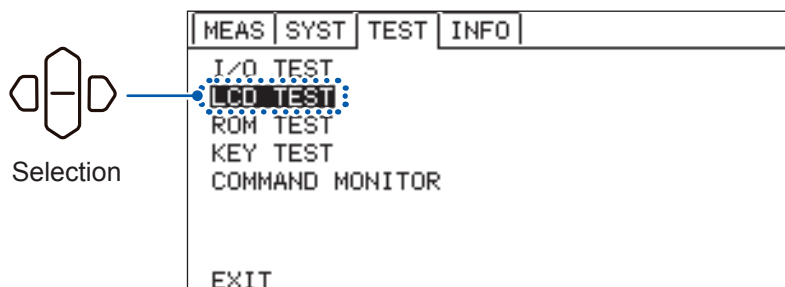 MEAS SYST TEST INFO
I/O TEST
LCD TEST
ROM TEST
KEY TEST
COMMAND MONITOR
EXIT
Selection